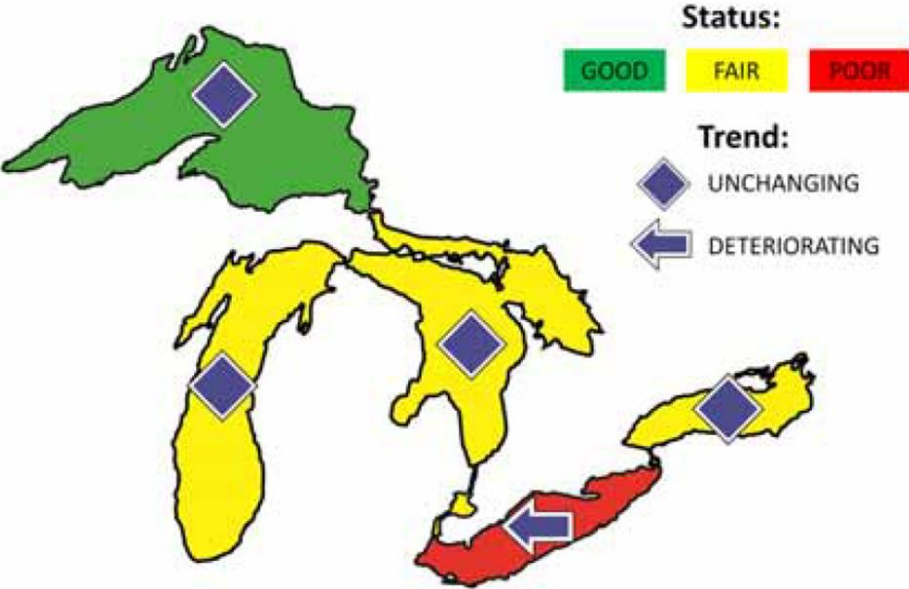 Status:
GOOD FAIR POOR
Trend:
UNCHANGING
DETERIORATING